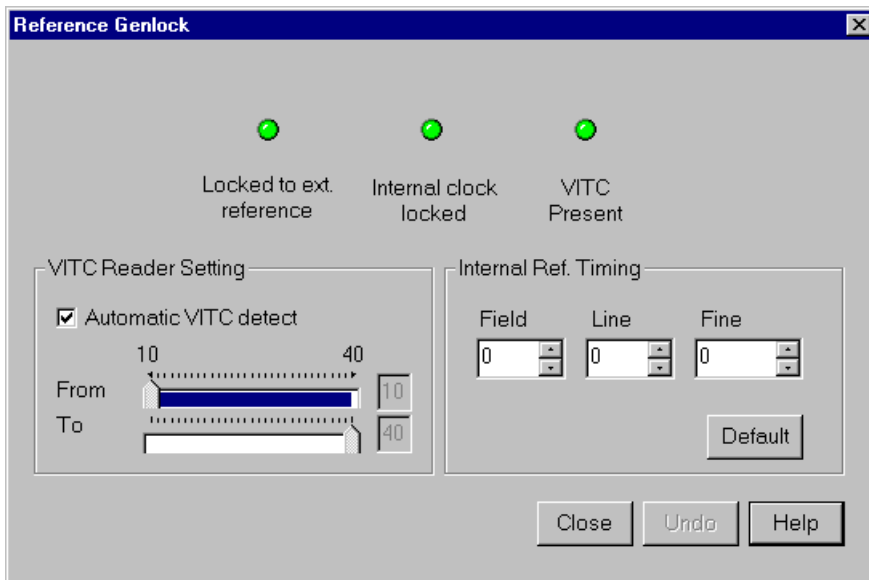 Reference Genlock
Locked to ext.
reference
Internal clock
locked
VITC
Present
VITC Reader Setting
Automatic VITC detect
10 40
From 10
To 40
Internal Ref. Timing
Field Line Fine
0 0 0
Default
Close Undo Help